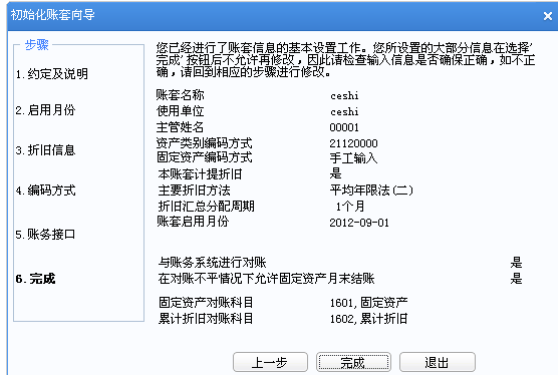 初始化账套向导
步骤
1. 约定及说明
2. 启用月份
3. 折旧信息
4. 编码方式
5. 账务接口
6. 完成
您已经进行了账套信息的基本设置工作。您所设置的大部分信息在选择'
完成'按钮后不允许再修改，因此请检查输入信息是否确保正确，如不正
确，请回到相应的步骤进行修改。
账套名称 ceshi
使用单位 ceshi
主管姓名 00001
资产类别编码方式 21120000
固定资产编码方式 手工输入
本账套计提折旧 是
主要折旧方法 平均年限法(二)
折旧汇总分配周期 1个月
账套启用月份 2012-09-01
与账务系统进行对账 是
在对账不平情况下允许固定资产月末结账 是
固定资产对账科目 1601,固定资产
累计折旧对账科目 1602,累计折旧
上一步 完成 退出